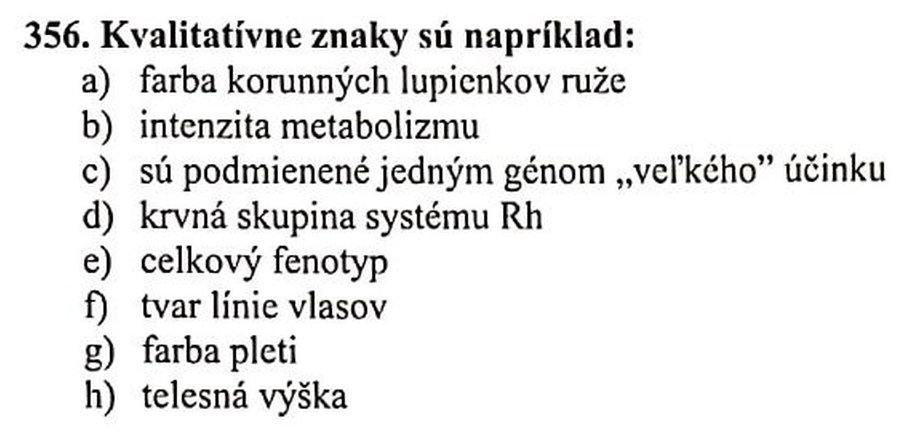 356. Kvalitatívne znaky sú napríklad:
a) farba korunných lupienkov ruže
b) intenzita metabolizmu
c) sú podmienené jedným génom „veľkého” účinku
d) krvná skupina systému Rh
e) celkový fenotyp
f) tvar línie vlasov
g) farba pleti
h) telesná výška